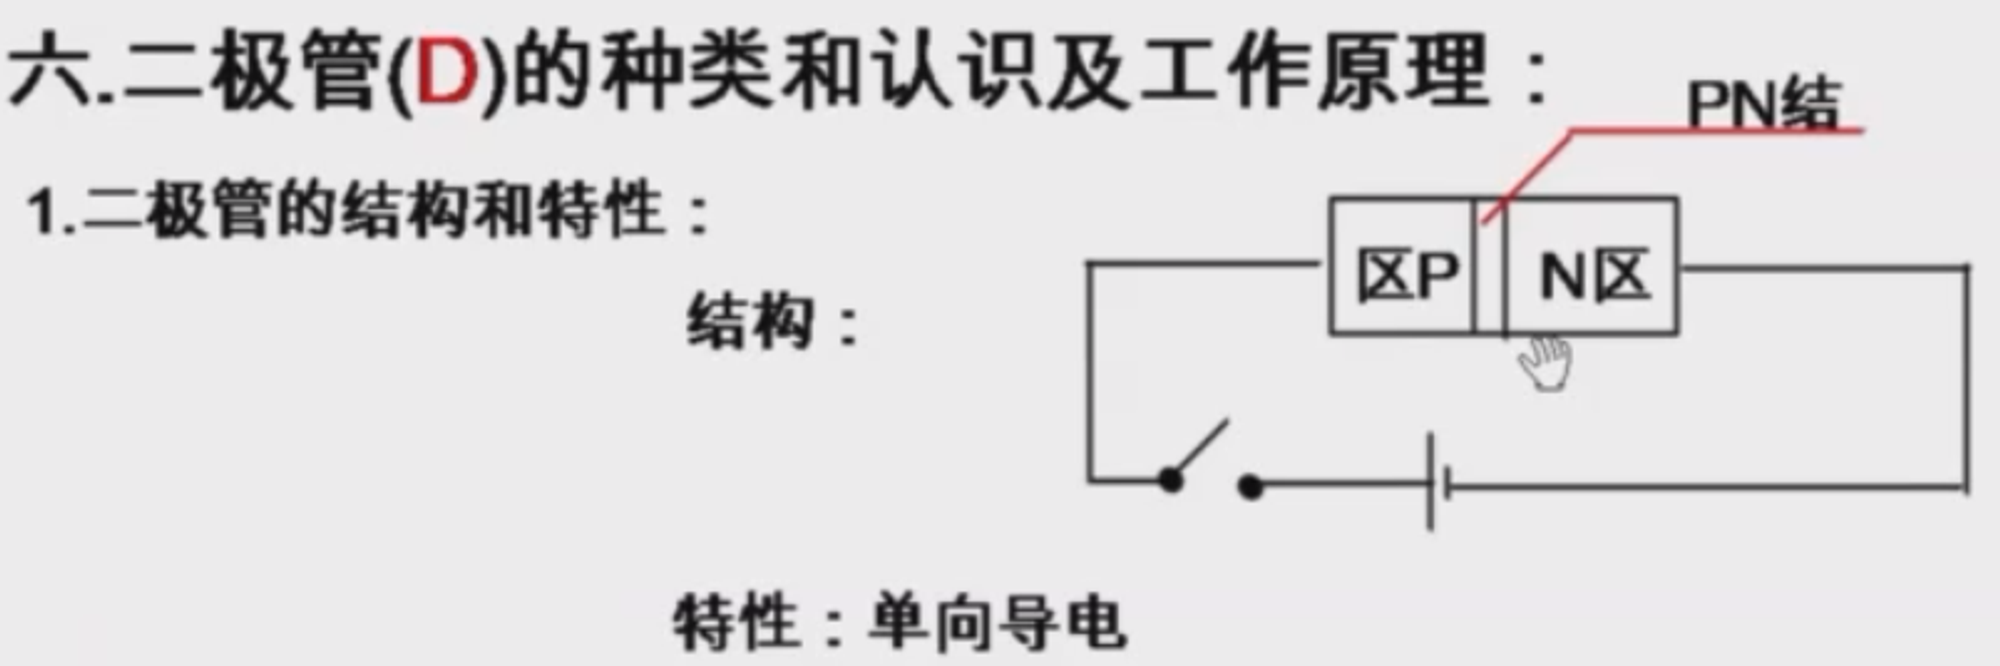 六.二极管(D)的种类和认识及工作原理：
PN结
1.二极管的结构和特性：
区P N区
结构：
特性：单向导电